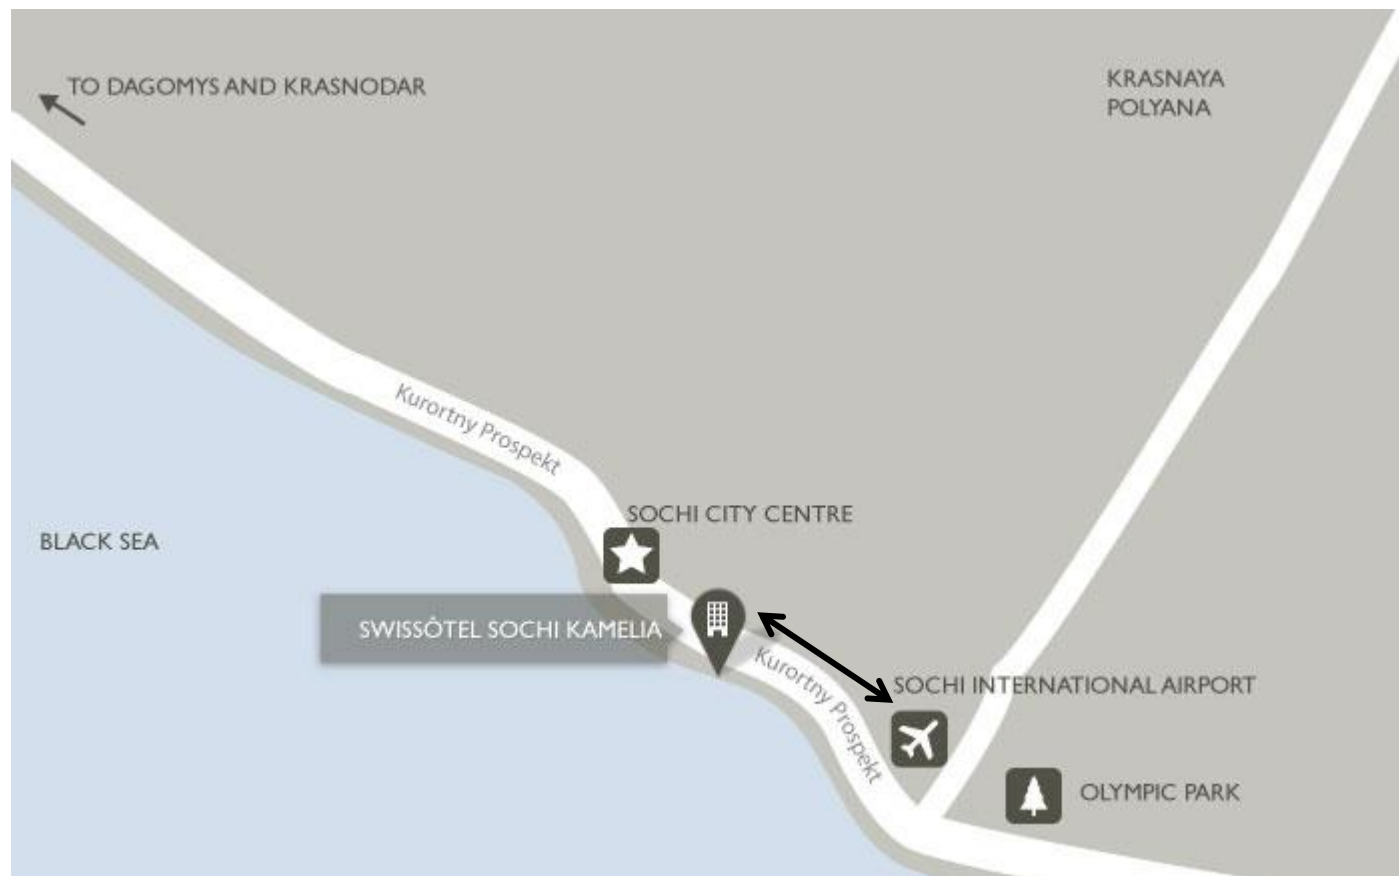 TO DAGOMYS AND KRASNODAR
KRASNAYA
POLYANA
Kurortny Prospekt
SOCHI CITY CENTRE
BLACK SEA
SWISSÔTEL SOCHI KAMELIA
Kurortny Prospekt
SOCHI INTERNATIONAL AIRPORT
OLYMPIC PARK